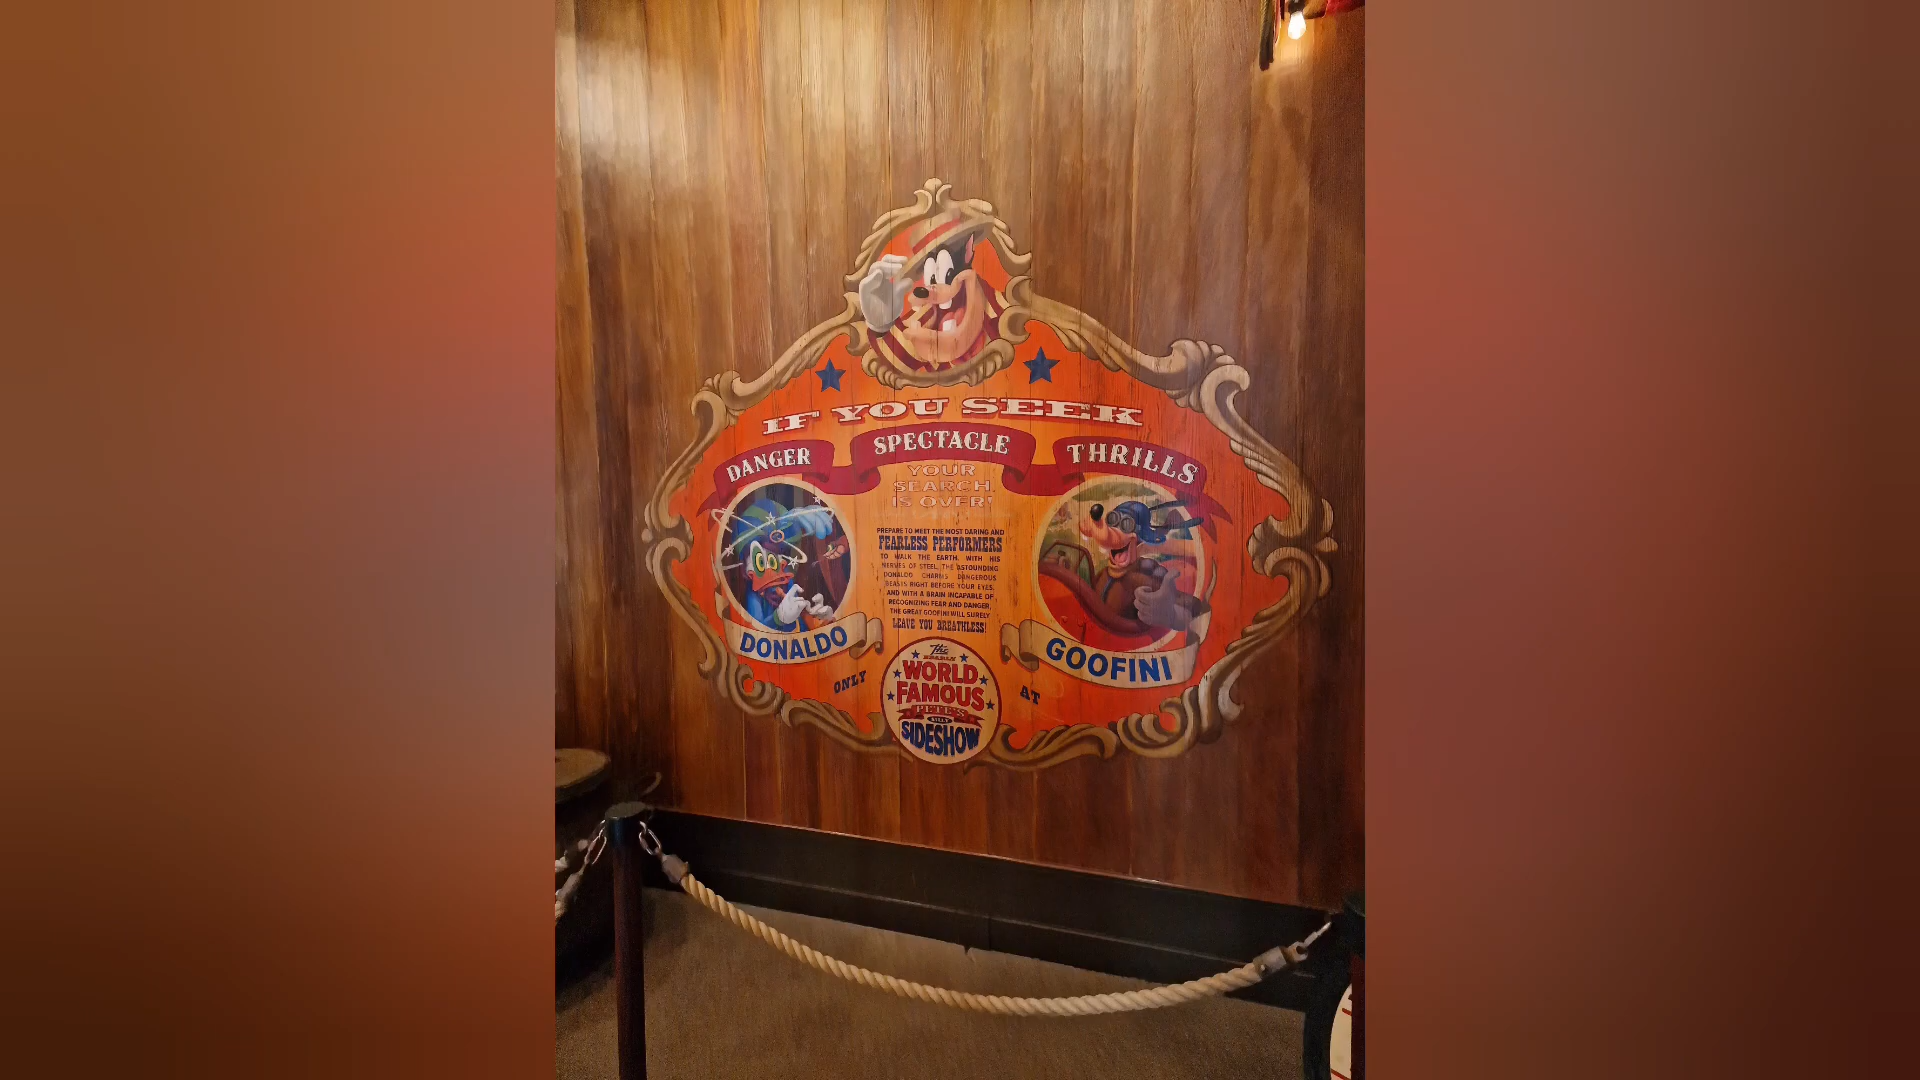 IF YOU SEEK
DANGER SPECTACLE THRILLS
YOUR
SEARCH
IS OVER!
PREPARE TO MEET THE MOST DARING AND
FEARLESS PERFORMERS
TO WALK THE EARTH. WITH HIS
NERVES OF STEEL, THE ASTOUNDING
DONALDO CHARMS DANGEROUS
BEASTS RIGHT BEFORE YOUR EYES.
AND WITH A BRAIN INCAPABLE OF
RECOGNIZING FEAR AND DANGER,
THE GREAT GOOFINI WILL SURELY
LEAVE YOU BREATHLESS!
DONALDO
GOOFINI
ONLY AT
The
WORLD
FAMOUS
PETE'S
SILLY
SIDESHOW